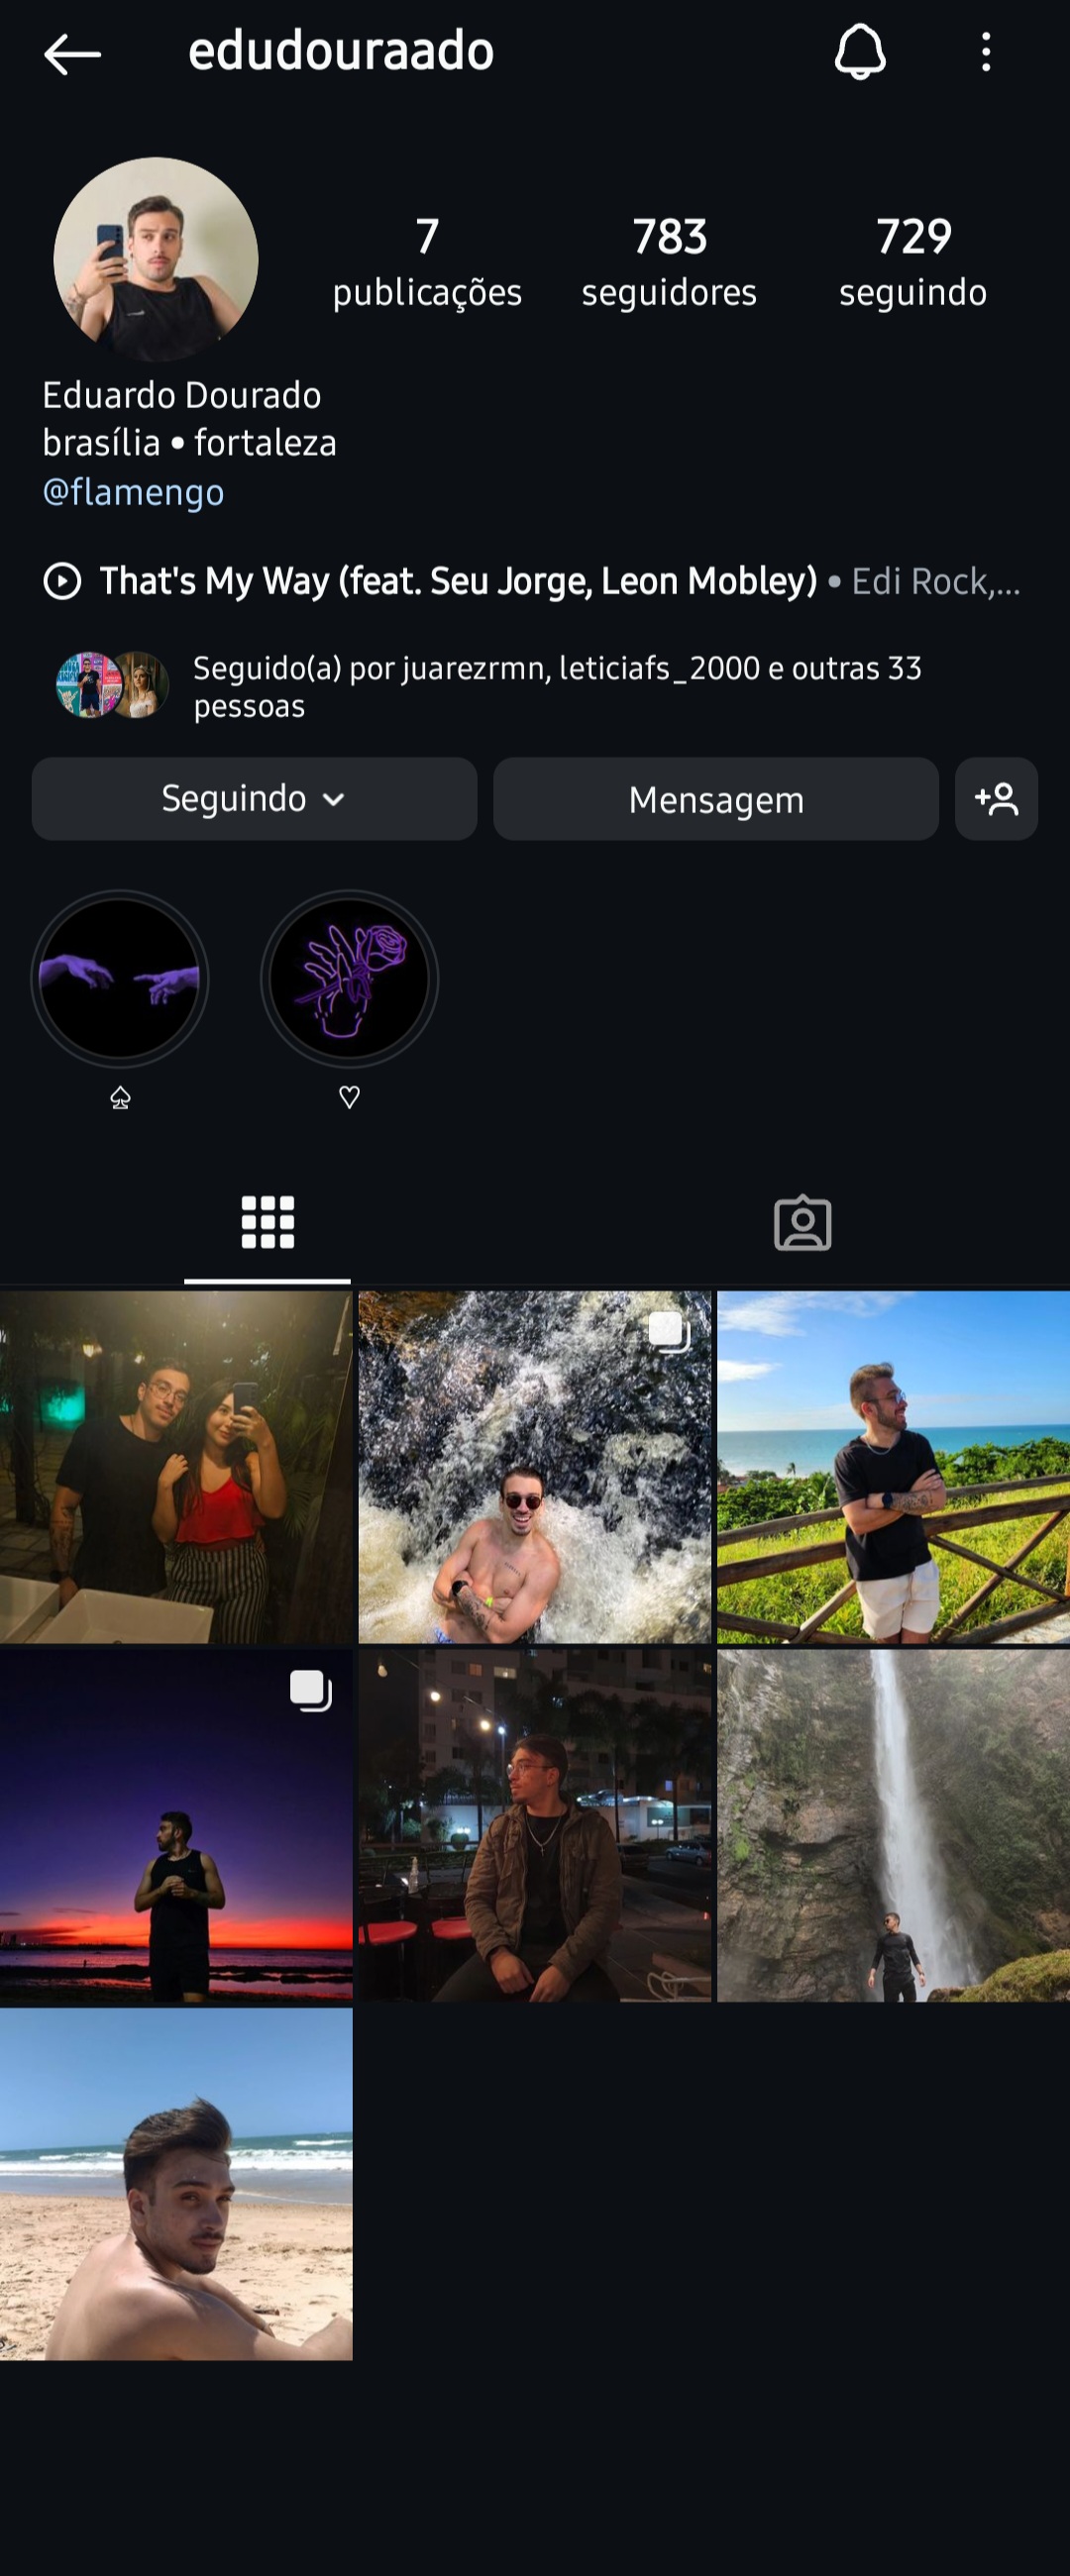 edudouraado
7
publicações
783
seguidores
729
seguindo
Eduardo Dourado
brasília • fortaleza
@flamengo
That's My Way (feat. Seu Jorge, Leon Mobley) • Edi Rock,...
Seguido(a) por juarezrmn, leticiafs_2000 e outras 33
pessoas
Seguindo
Mensagem
♤
♡